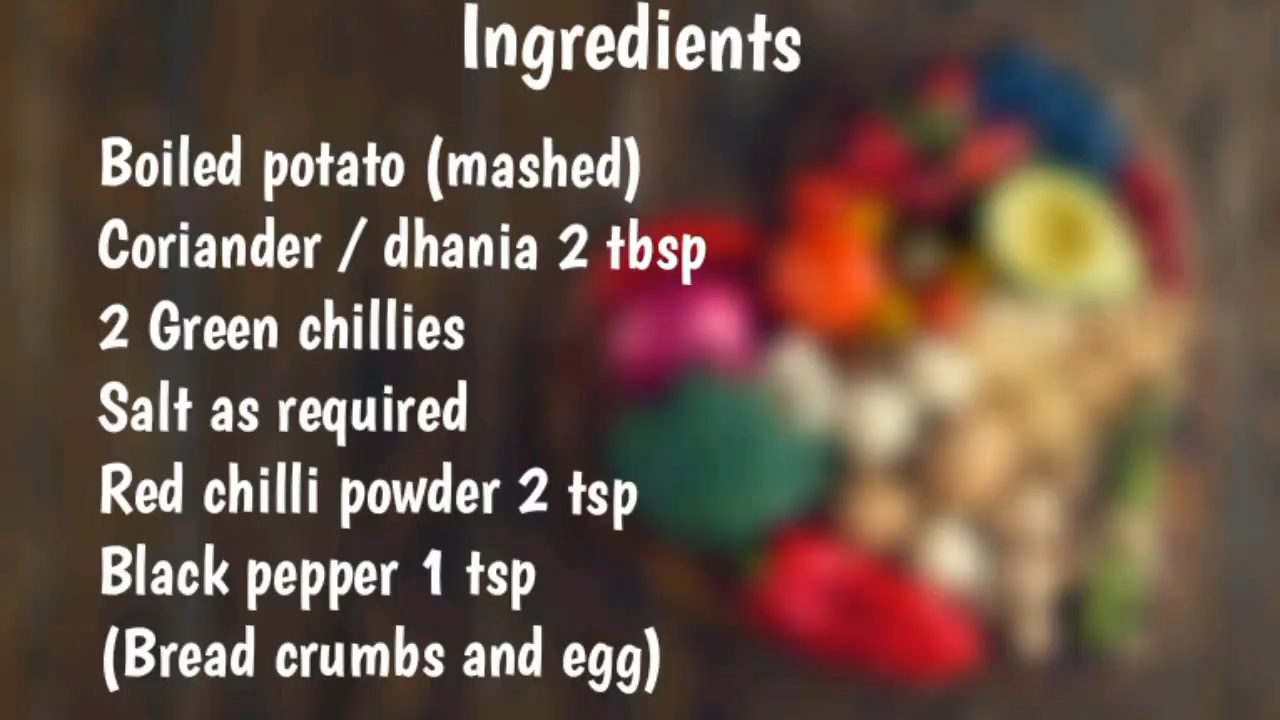 Ingredients
Boiled potato (mashed)
Coriander / dhania 2 tbsp
2 Green chillies
Salt as required
Red chilli powder 2 tsp
Black pepper 1 tsp
(Bread crumbs and egg)